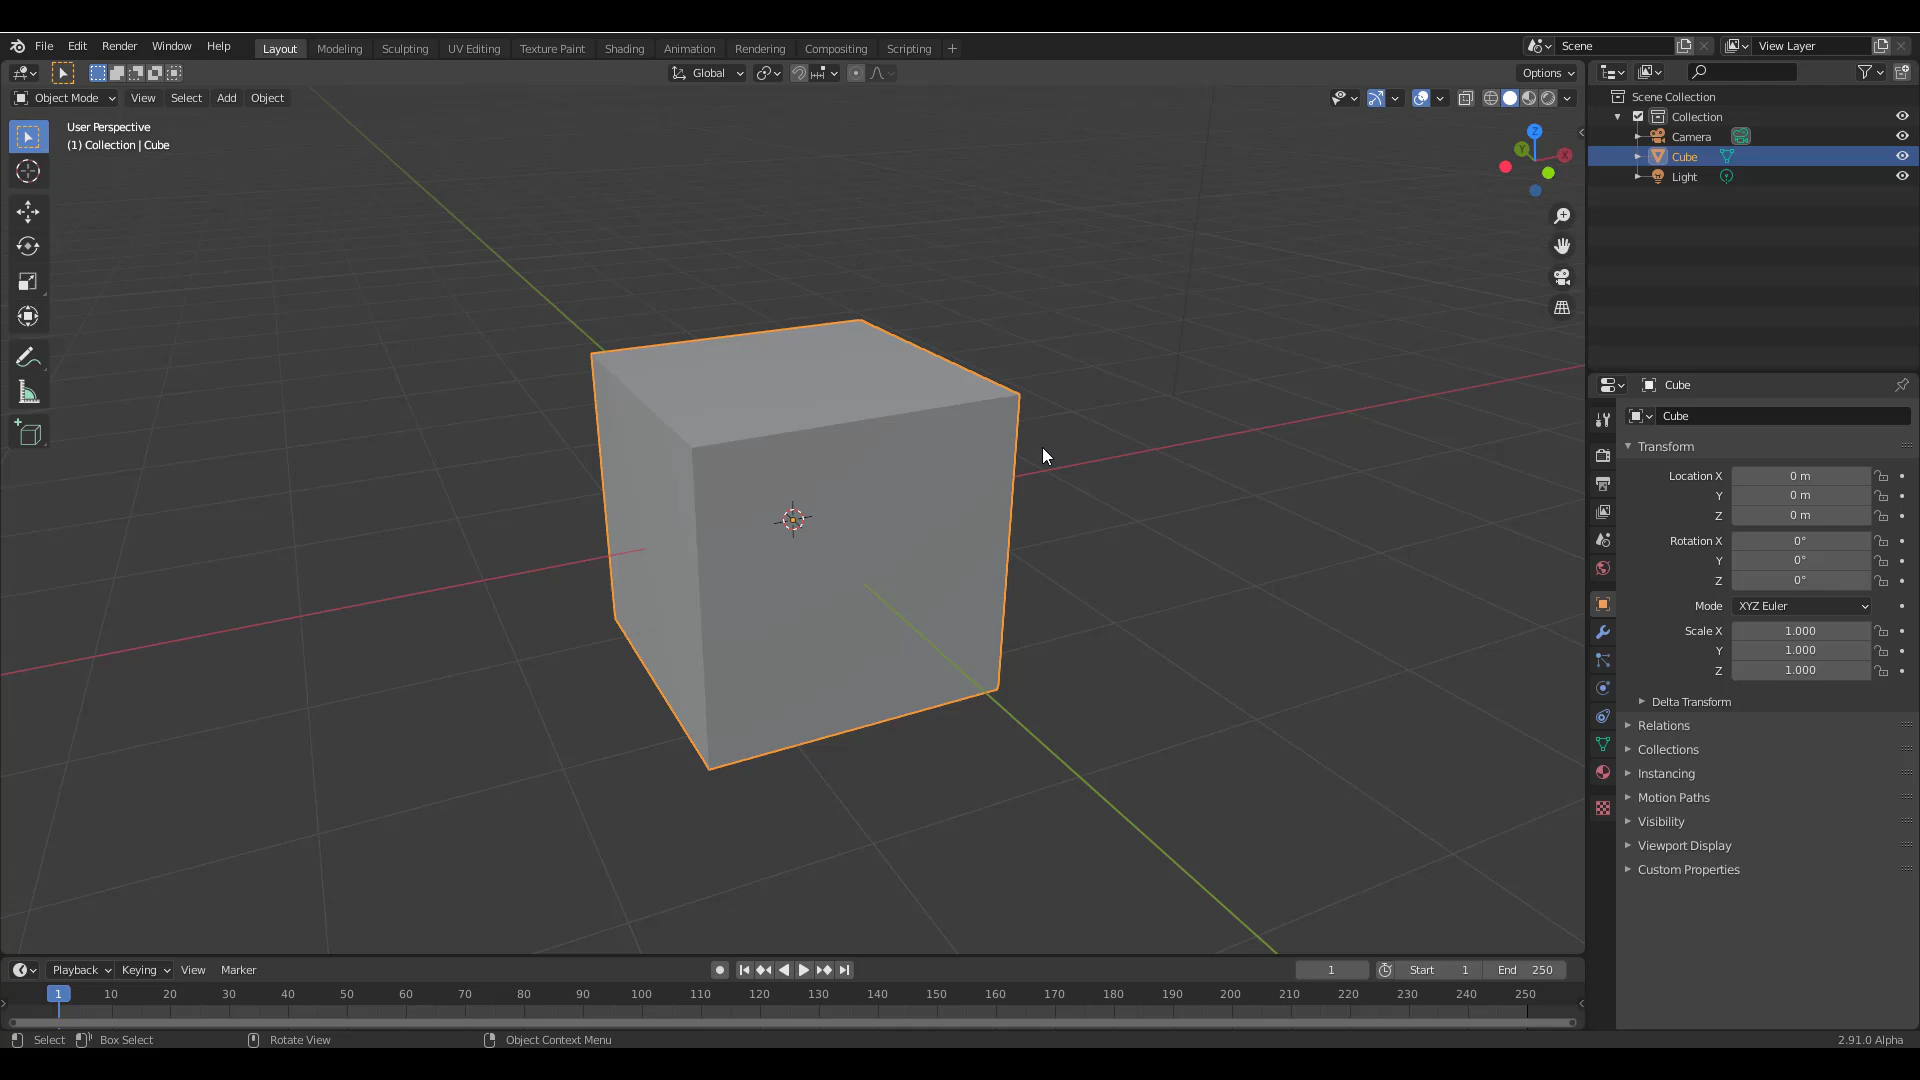 File Edit Render Window Help Layout Modeling Sculpting UV Editing Texture Paint Shading Animation Rendering Compositing Scripting + Scene View Layer
Global Options
Object Mode View Select Add Object
User Perspective
(1) Collection | Cube
Z
Y
X
Scene Collection
Collection
Camera
Cube
Light
Cube
Cube
Transform
Location X 0 m
Y 0 m
Z 0 m
Rotation X 0°
Y 0°
Z 0°
Mode XYZ Euler
Scale X 1.000
Y 1.000
Z 1.000
Delta Transform
Relations
Collections
Instancing
Motion Paths
Visibility
Viewport Display
Custom Properties
Playback Keying View Marker 1 Start 1 End 250
1 10 20 30 40 50 60 70 80 90 100 110 120 130 140 150 160 170 180 190 200 210 220 230 240 250
Select Box Select Rotate View Object Context Menu 2.91.0 Alpha